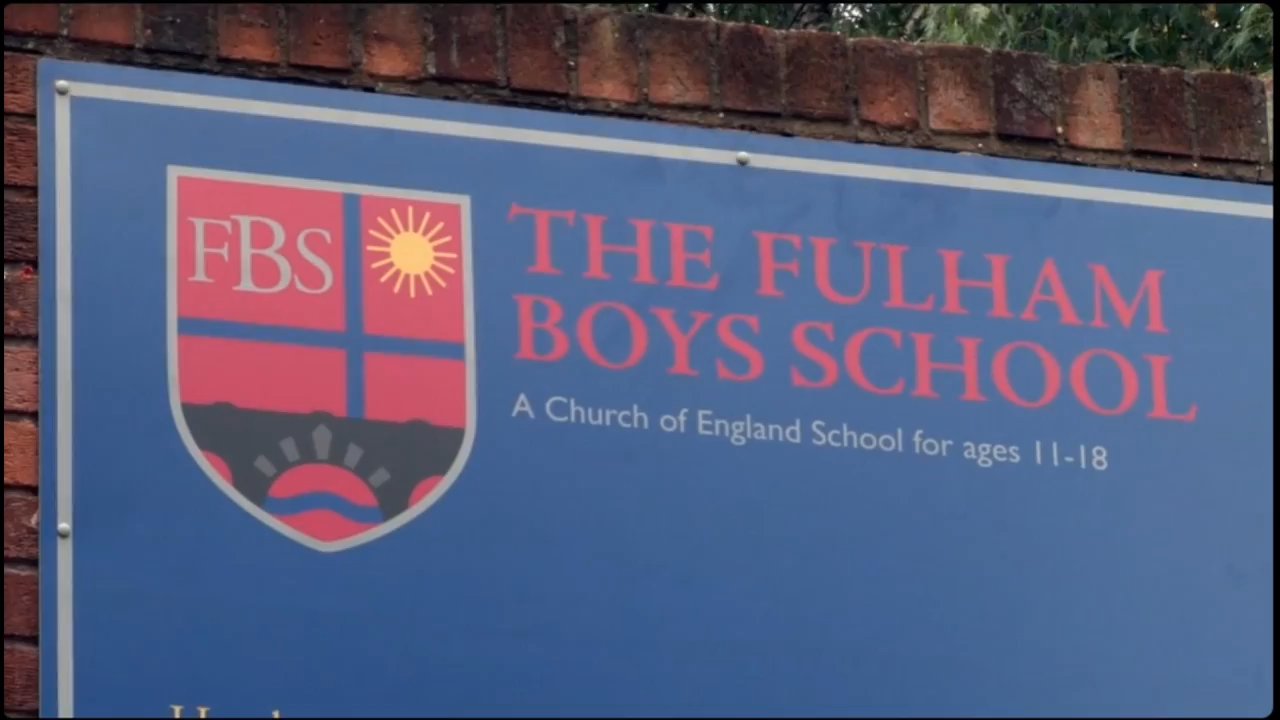 FBS
THE FULHAM
BOYS SCHOOL
A Church of England School for ages 11-18